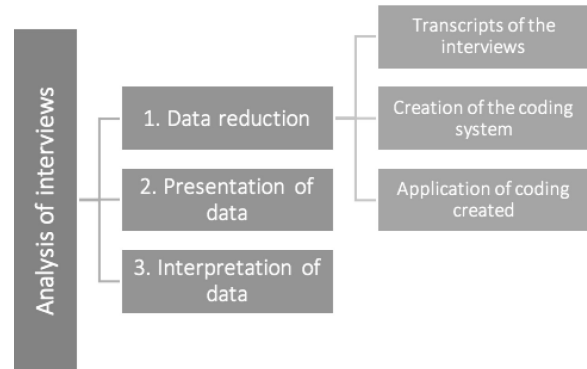 Analysis of interviews
1. Data reduction
2. Presentation of
data
3. Interpretation of
data
Transcripts of the
interviews
Creation of the coding
system
Application of coding
created